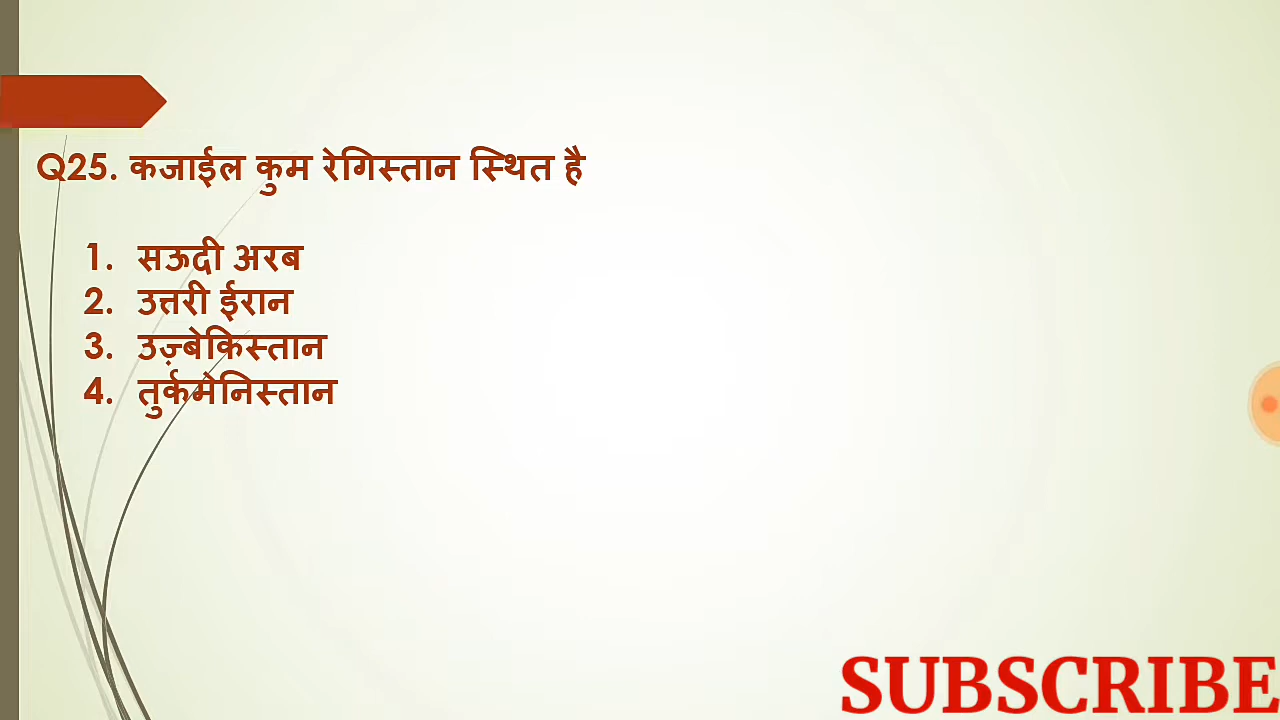 Q25. कजाईल कुम रेगिस्तान स्थित है
1. सऊदी अरब
2. उत्तरी ईरान
3. उज़्बेकिस्तान
4. तुर्कमेनिस्तान
SUBSCRIBE